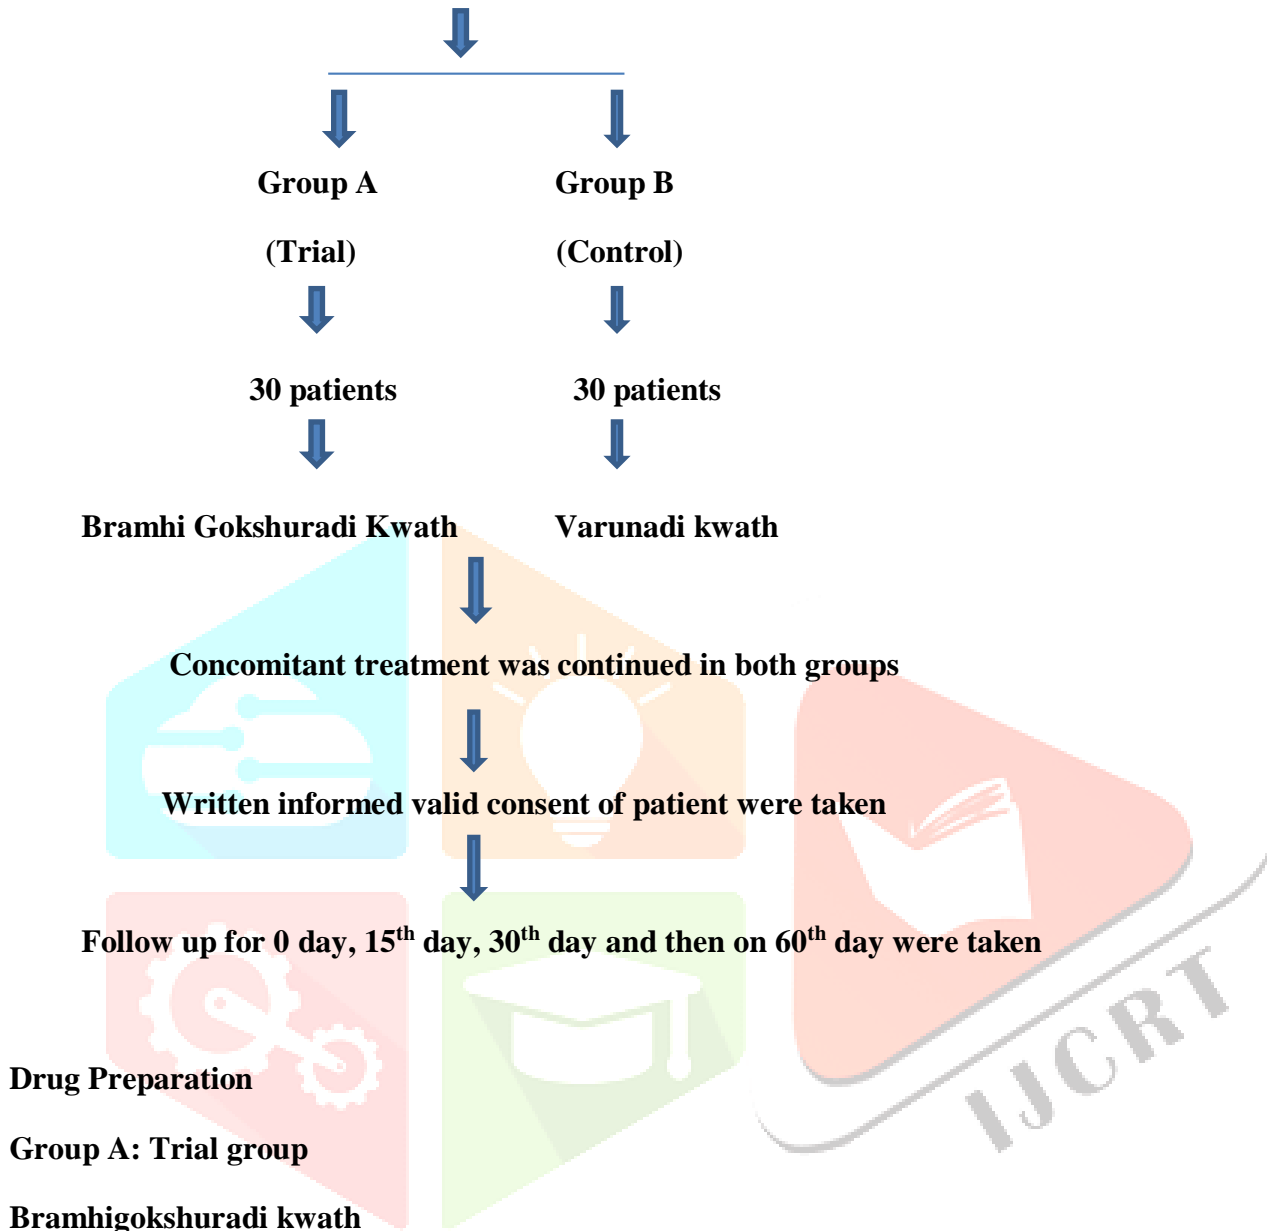 Group A Group B
(Trial) (Control)
30 patients 30 patients
Bramhi Gokshuradi Kwath Varunadi kwath
Concomitant treatment was continued in both groups
Written informed valid consent of patient were taken
Follow up for 0 day, 15th day, 30th day and then on 60th day were taken
IJCRT
Drug Preparation
Group A: Trial group
Bramhigokshuradi kwath